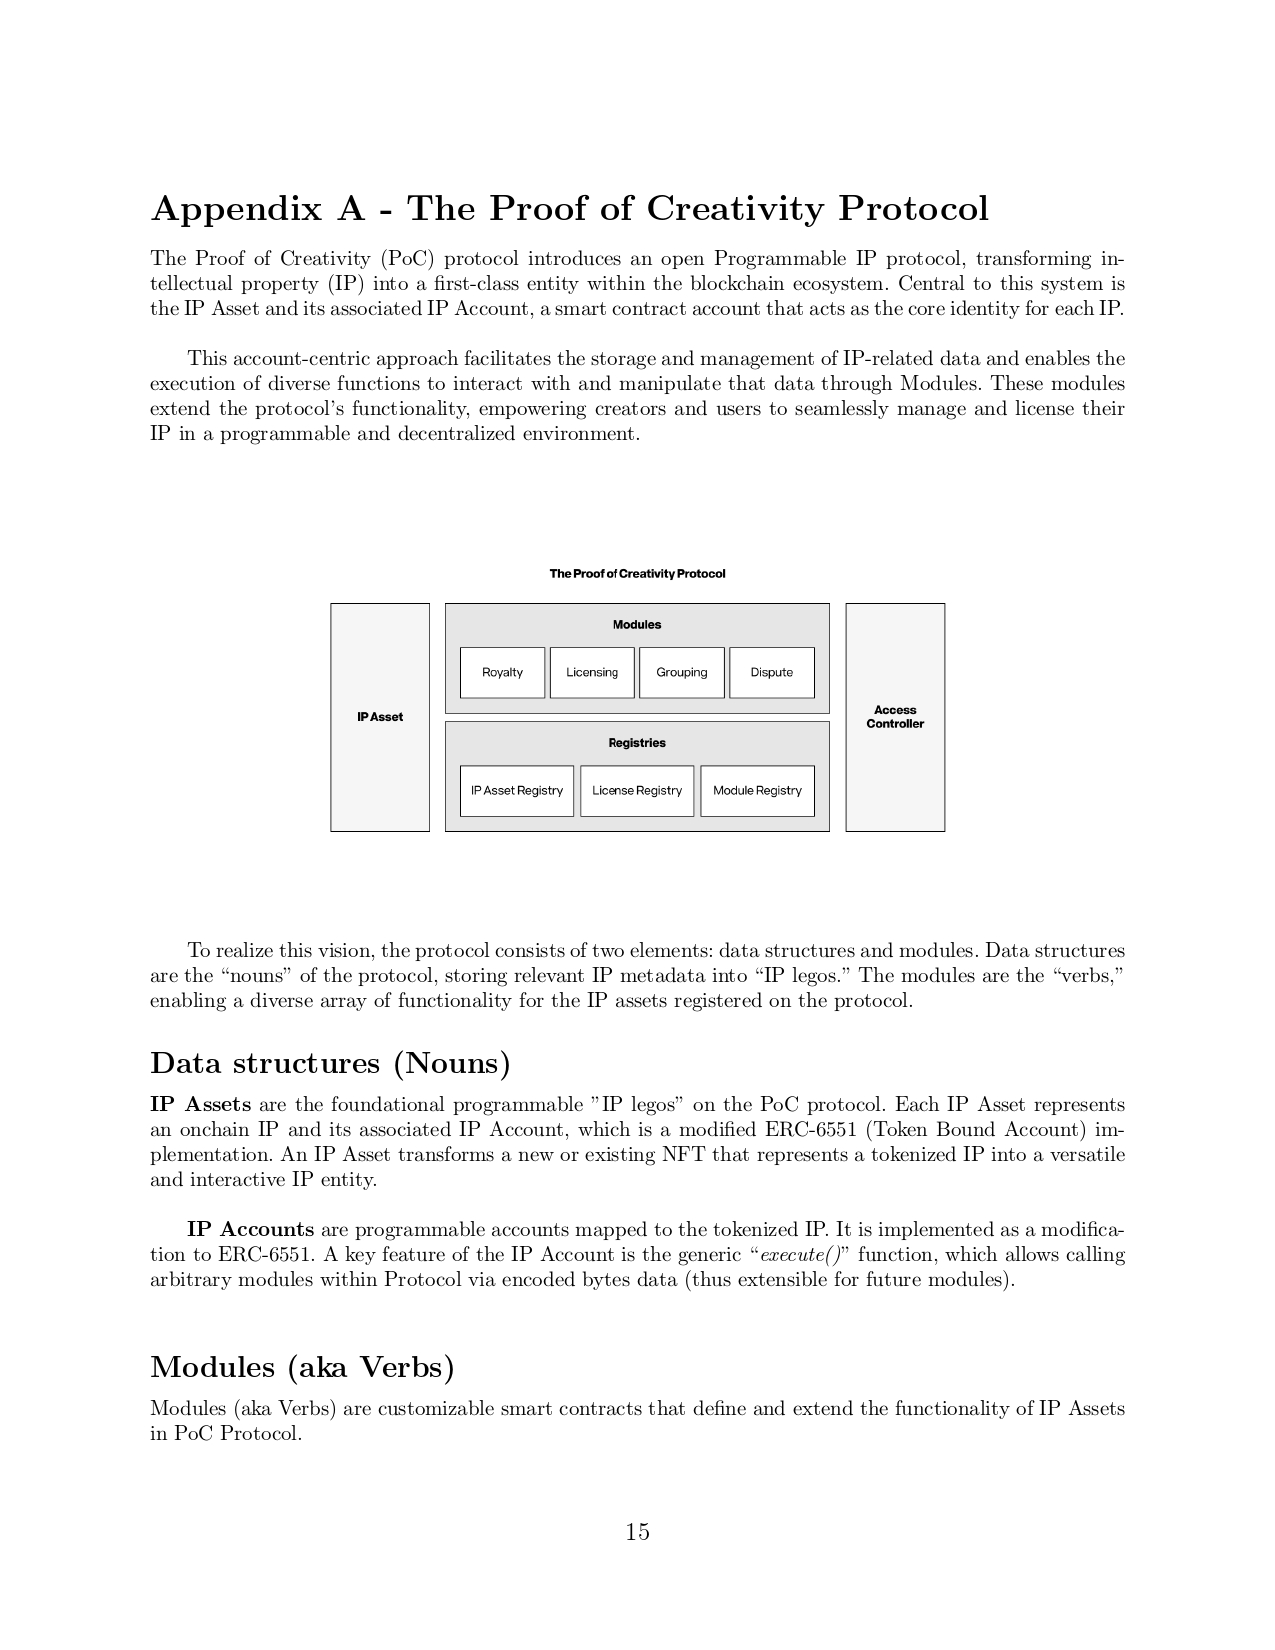 Appendix A - The Proof of Creativity Protocol
The Proof of Creativity (PoC) protocol introduces an open Programmable IP protocol, transforming in-
tellectual property (IP) into a first-class entity within the blockchain ecosystem. Central to this system is
the IP Asset and its associated IP Account, a smart contract account that acts as the core identity for each IP.
This account-centric approach facilitates the storage and management of IP-related data and enables the
execution of diverse functions to interact with and manipulate that data through Modules. These modules
extend the protocol's functionality, empowering creators and users to seamlessly manage and license their
IP in a programmable and decentralized environment.
The Proof of Creativity Protocol
IP Asset
Modules
Royalty
Licensing
Grouping
Dispute
Registries
IP Asset Registry
License Registry
Module Registry
Access
Controller
To realize this vision, the protocol consists of two elements: data structures and modules. Data structures
are the “nouns” of the protocol, storing relevant IP metadata into “IP legos.” The modules are the “verbs,”
enabling a diverse array of functionality for the IP assets registered on the protocol.
Data structures (Nouns)
IP Assets are the foundational programmable ”IP legos” on the PoC protocol. Each IP Asset represents
an onchain IP and its associated IP Account, which is a modified ERC-6551 (Token Bound Account) im-
plementation. An IP Asset transforms a new or existing NFT that represents a tokenized IP into a versatile
and interactive IP entity.
IP Accounts are programmable accounts mapped to the tokenized IP. It is implemented as a modifica-
tion to ERC-6551. A key feature of the IP Account is the generic “execute()” function, which allows calling
arbitrary modules within Protocol via encoded bytes data (thus extensible for future modules).
Modules (aka Verbs)
Modules (aka Verbs) are customizable smart contracts that define and extend the functionality of IP Assets
in PoC Protocol.
15